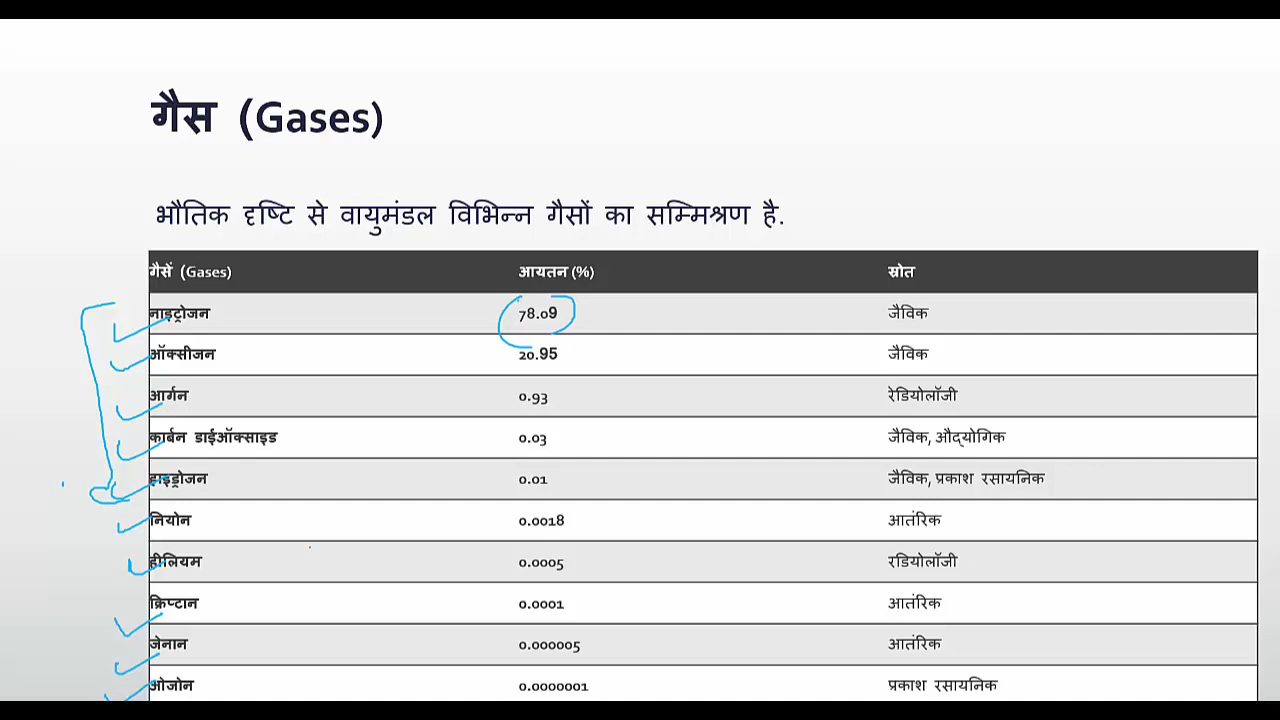 गैस (Gases)
भौतिक दृष्टि से वायुमंडल विभिन्न गैसों का सम्मिश्रण है.
गैसें (Gases) आयतन (%) स्रोत
नाइट्रोजन 78.09 जैविक
ऑक्सीजन 20.95 जैविक
आर्गन 0.93 रेडियोलॉजी
कार्बन डाईऑक्साइड 0.03 जैविक, औद्योगिक
हाइड्रोजन 0.01 जैविक, प्रकाश रसायनिक
नियोन 0.0018 आतंरिक
हीलियम 0.0005 रडियोलॉजी
क्रिप्टान 0.0001 आतंरिक
जेनान 0.000005 आतंरिक
ओजोन 0.0000001 प्रकाश रसायनिक